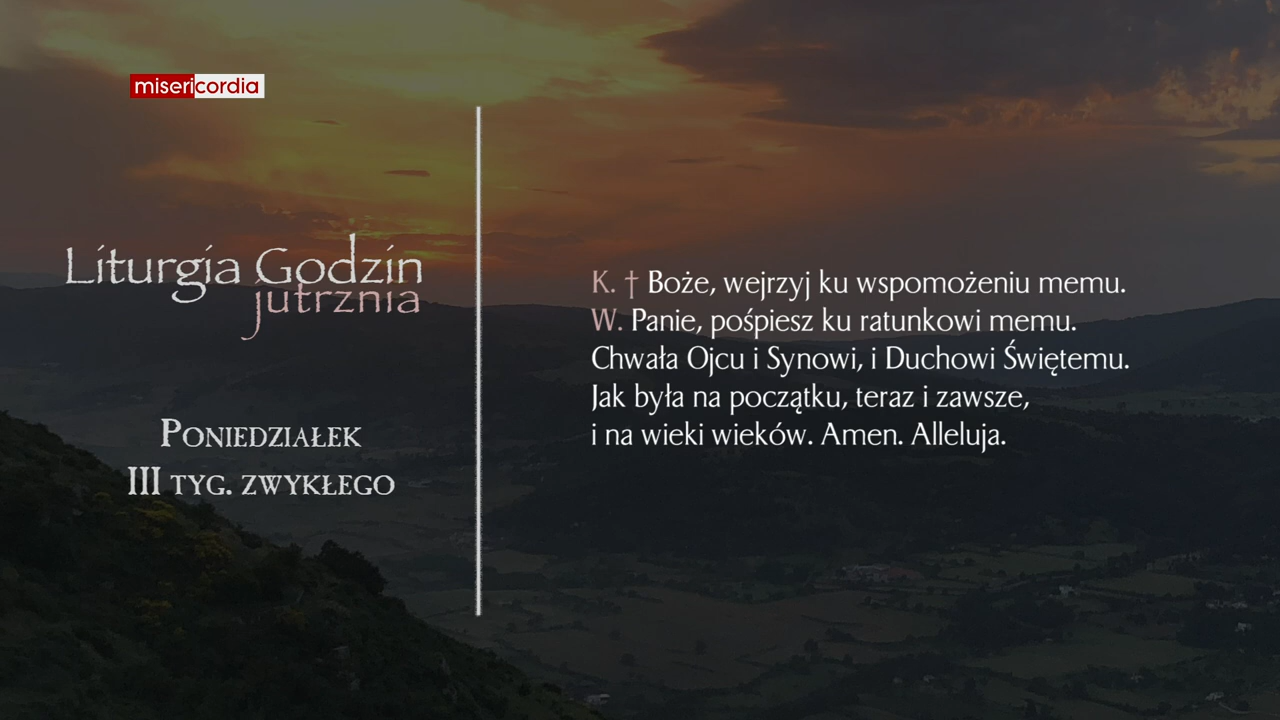 misericordia
Liturgia Godzin
jutrznia
Poniedziałek
III tyg. zwykłego
K. † Boże, wejrzyj ku wspomożeniu memu.
W. Panie, pośpiesz ku ratunkowi memu.
Chwała Ojcu i Synowi, i Duchowi Świętemu.
Jak była na początku, teraz i zawsze,
i na wieki wieków. Amen. Alleluja.